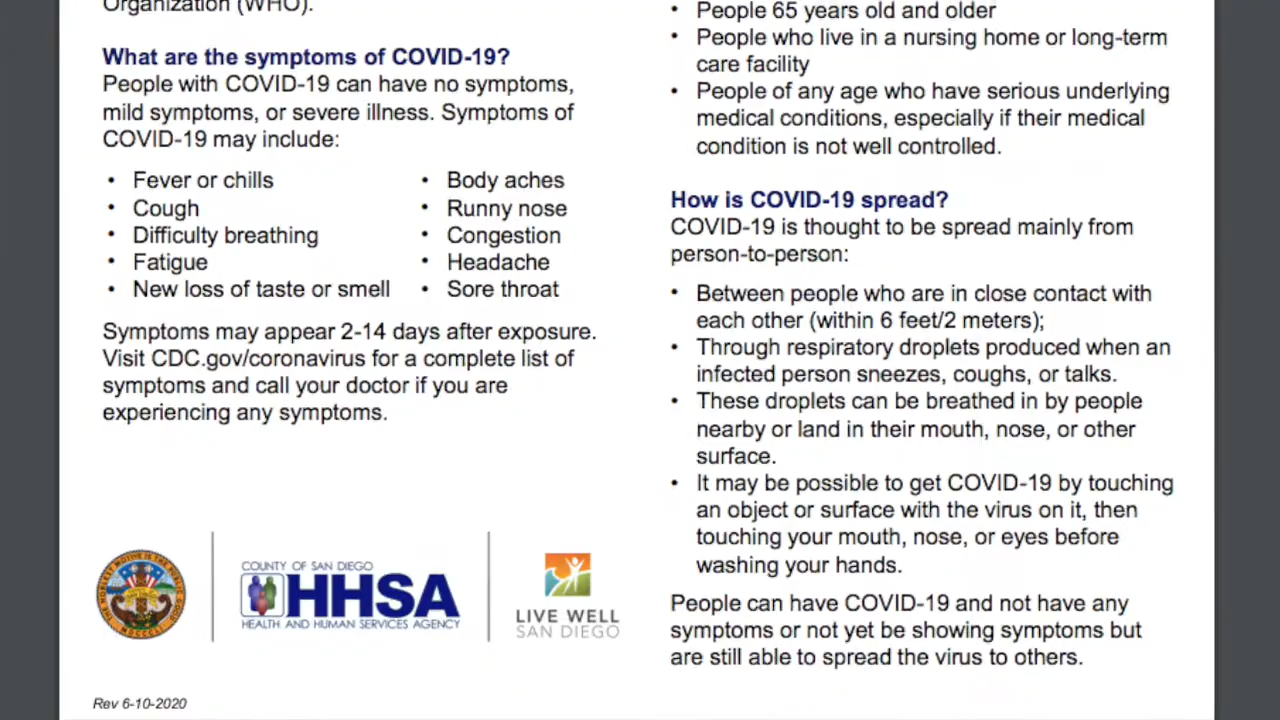 Organization (WHO).
What are the symptoms of COVID-19?
People with COVID-19 can have no symptoms,
mild symptoms, or severe illness. Symptoms of
COVID-19 may include:
• Fever or chills
• Cough
• Difficulty breathing
• Fatigue
• New loss of taste or smell
• Body aches
• Runny nose
• Congestion
• Headache
• Sore throat
Symptoms may appear 2-14 days after exposure.
Visit CDC.gov/coronavirus for a complete list of
symptoms and call your doctor if you are
experiencing any symptoms.
COUNTY OF SAN DIEGO
HHSA
HEALTH AND HUMAN SERVICES AGENCY
LIVE WELL
SAN DIEGO
Rev 6-10-2020
• People 65 years old and older
• People who live in a nursing home or long-term
care facility
• People of any age who have serious underlying
medical conditions, especially if their medical
condition is not well controlled.
How is COVID-19 spread?
COVID-19 is thought to be spread mainly from
person-to-person:
• Between people who are in close contact with
each other (within 6 feet/2 meters);
• Through respiratory droplets produced when an
infected person sneezes, coughs, or talks.
• These droplets can be breathed in by people
nearby or land in their mouth, nose, or other
surface.
• It may be possible to get COVID-19 by touching
an object or surface with the virus on it, then
touching your mouth, nose, or eyes before
washing your hands.
People can have COVID-19 and not have any
symptoms or not yet be showing symptoms but
are still able to spread the virus to others.